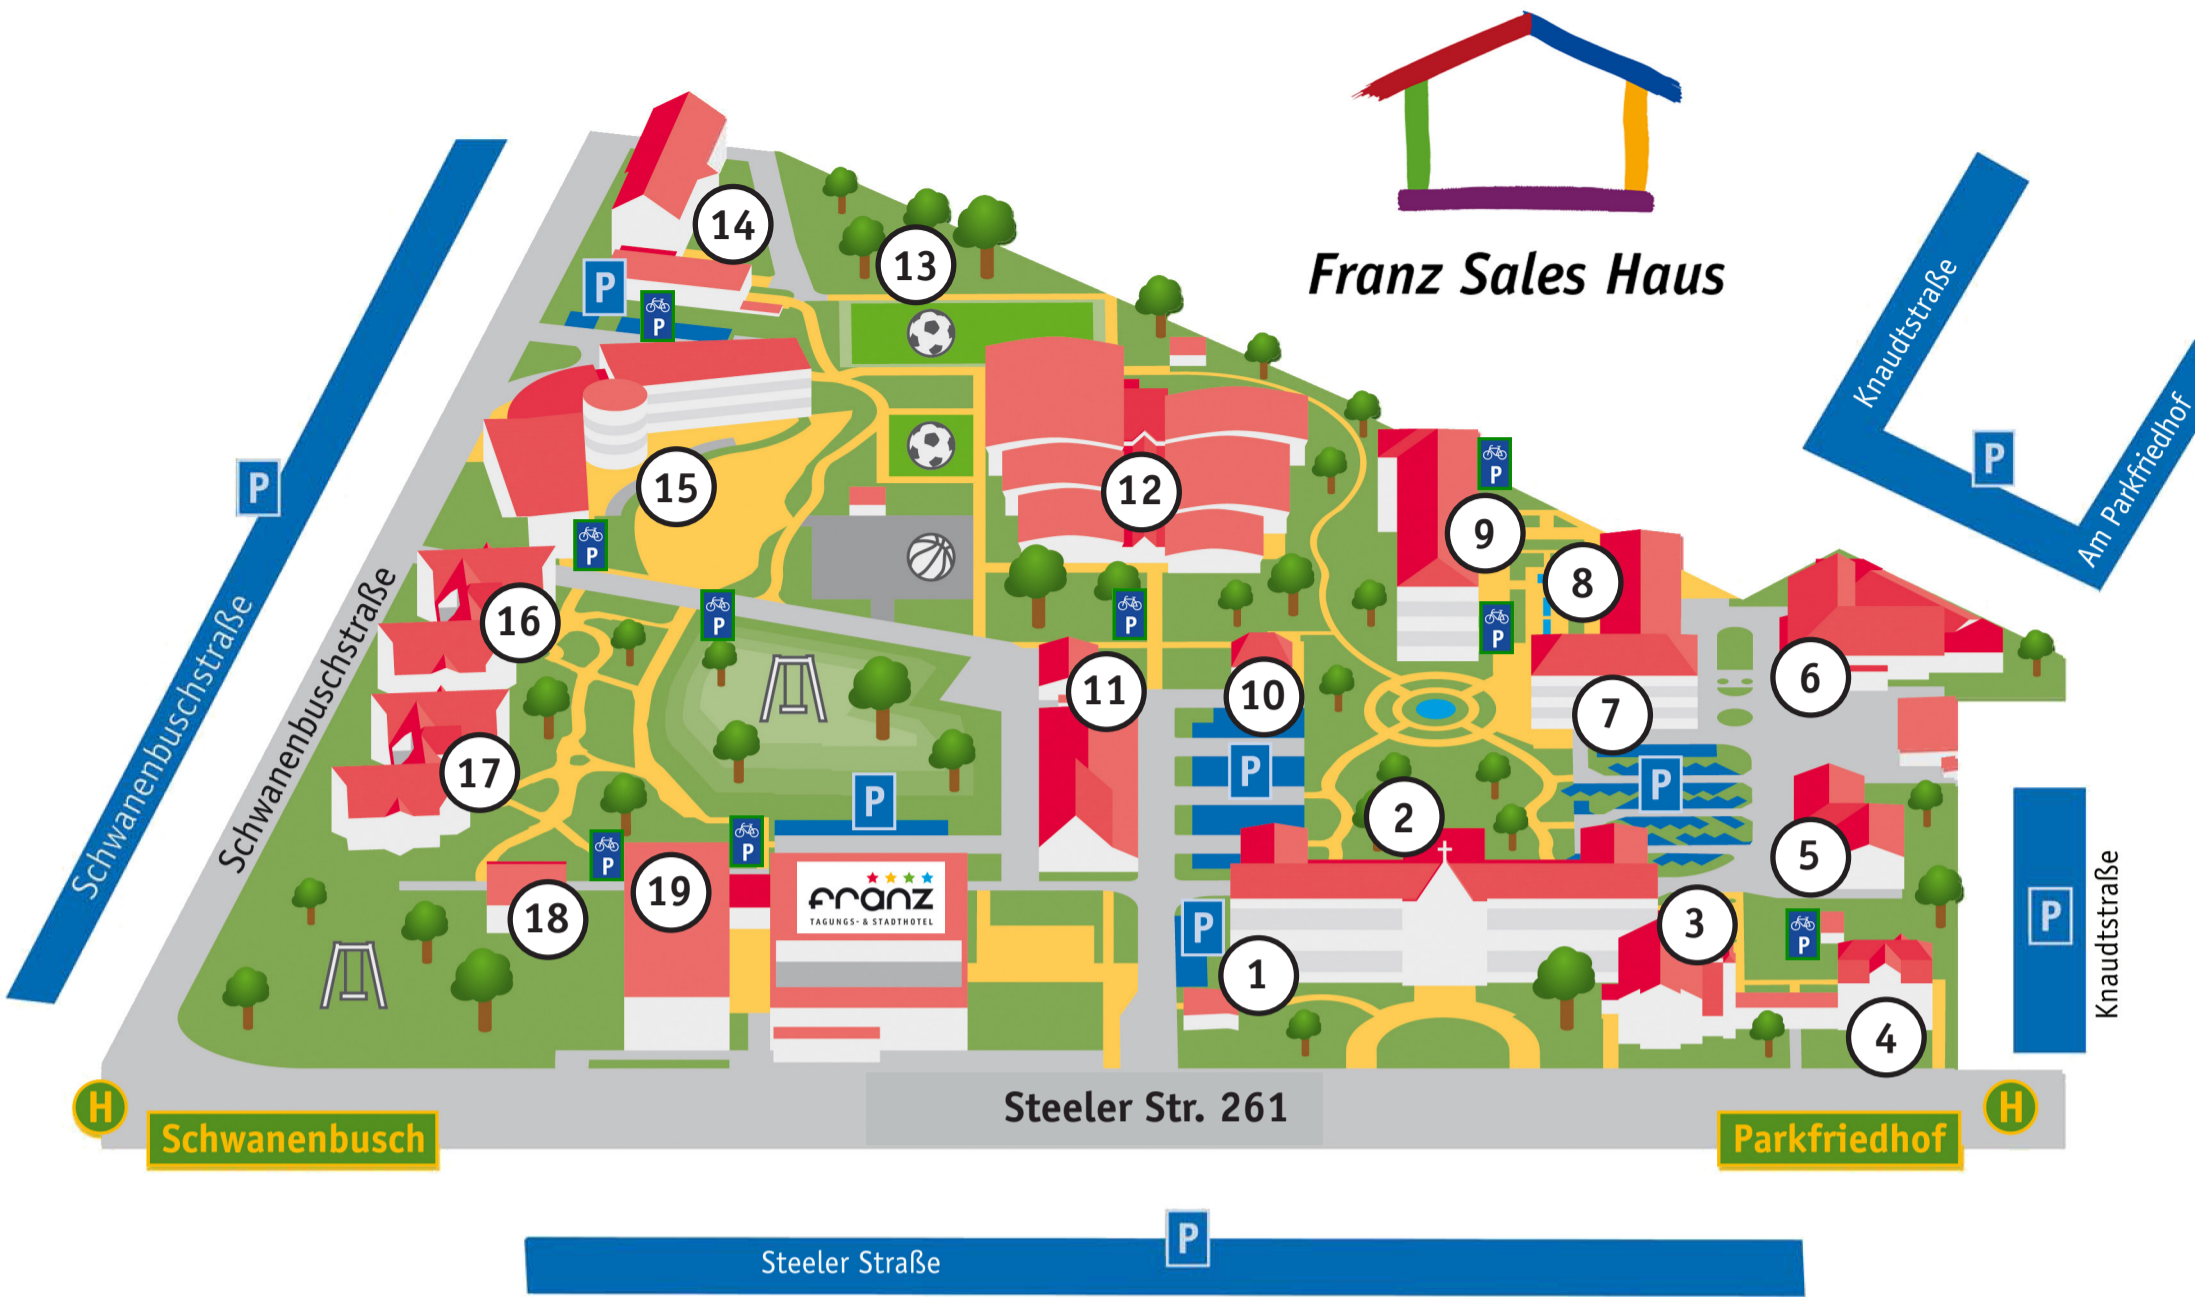 Franz Sales Haus
14
13
P
P
Knaudtstraße
Am Parkfriedhof
P
P
15
P
12
P
9
8
16
P
P
P
P
11
10
7
6
Schwanenbuschstraße
Schwanenbuschstraße
17
P
P
P
2
5
P
P
19
franz
TAGUNGS- & STADTHOTEL
18
P
1
3
P
4
P
Knaudtstraße
H
Schwanenbusch
Steeler Str. 261
Parkfriedhof
H
P
Steeler Straße